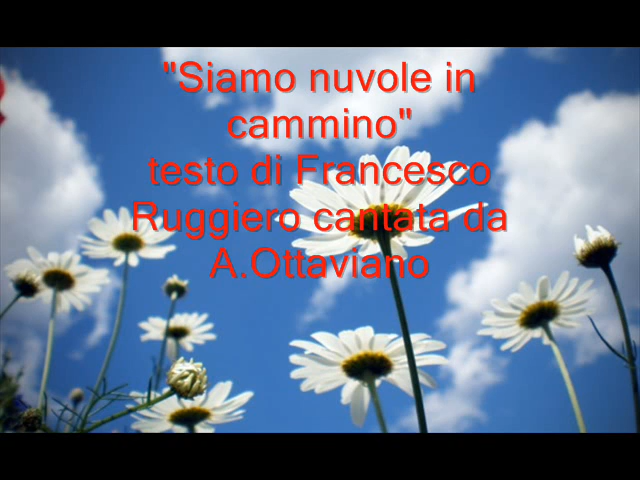 "Siamo nuvole in
cammino"
testo di Francesco
Ruggiero cantata da
A.Ottaviano